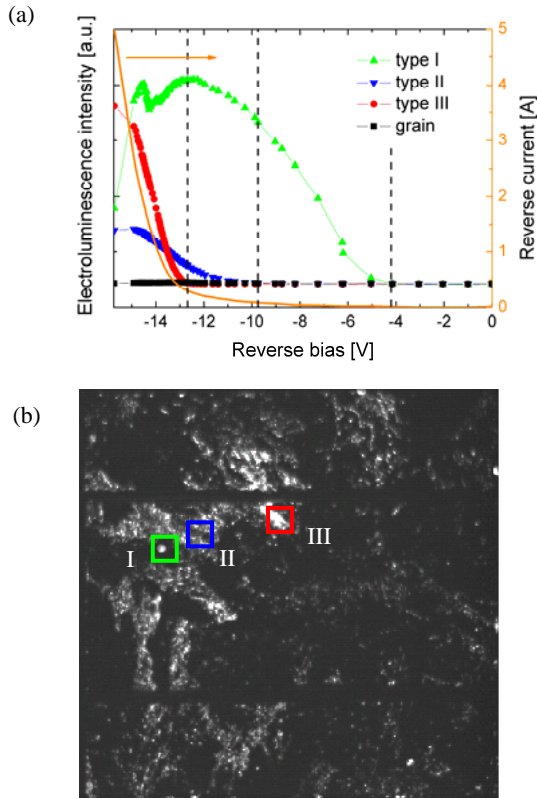 (a)
Electroluminescence intensity [a.u.]
type I
type II
type III
grain
5
4
3
2
1
0
Reverse current [A]
-14 -12 -10 -8 -6 -4 -2 0
Reverse bias [V]
(b)
I
II
III